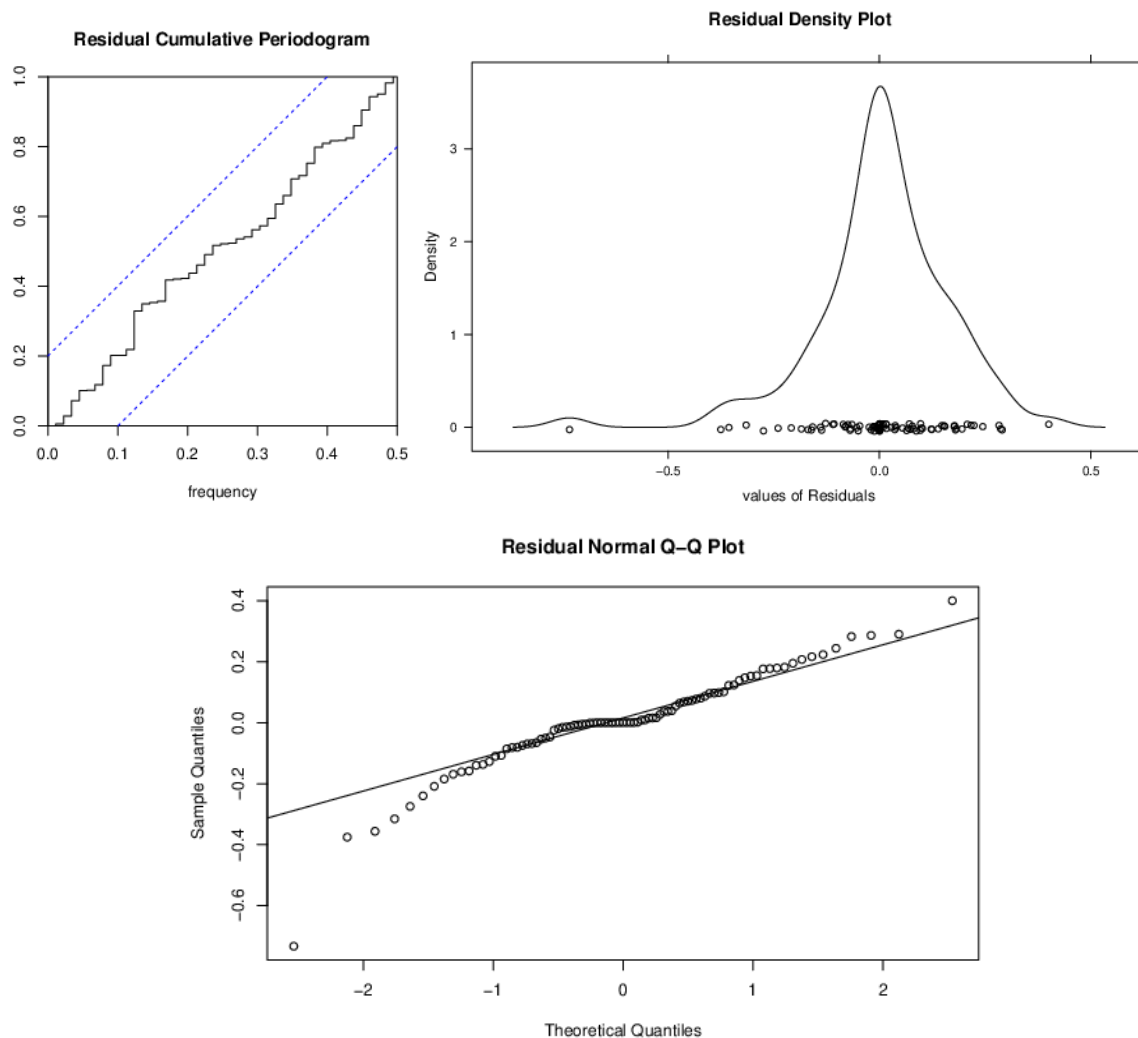 Residual Cumulative Periodogram
1.0
0.8
0.6
0.4
0.2
0.0
0.0 0.1 0.2 0.3 0.4 0.5
frequency
Residual Density Plot
Density
3
2
1
0
−0.5 0.0 0.5
values of Residuals
Residual Normal Q−Q Plot
Sample Quantiles
0.4
0.2
0.0
−0.2
−0.4
−0.6
−2 −1 0 1 2
Theoretical Quantiles